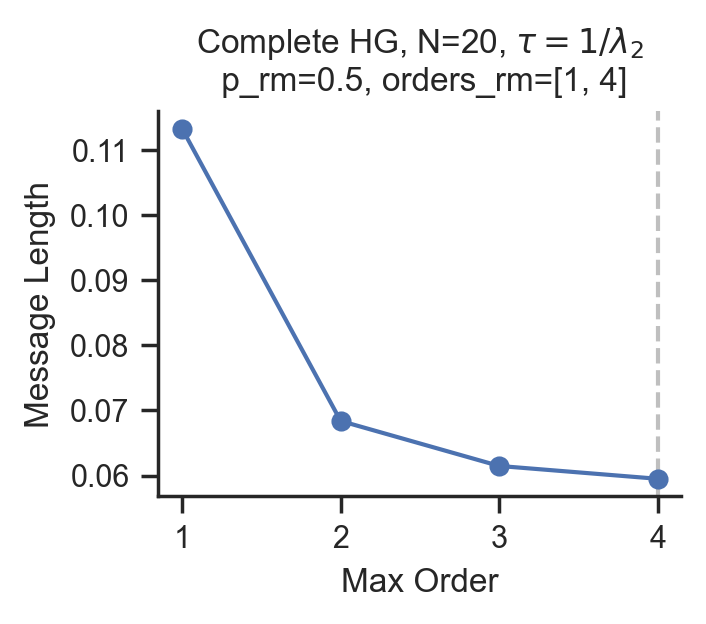 Complete HG, N=20, τ = 1/λ₂
p_rm=0.5, orders_rm=[1, 4]
Message Length
0.11
0.10
0.09
0.08
0.07
0.06
1 2 3 4
Max Order